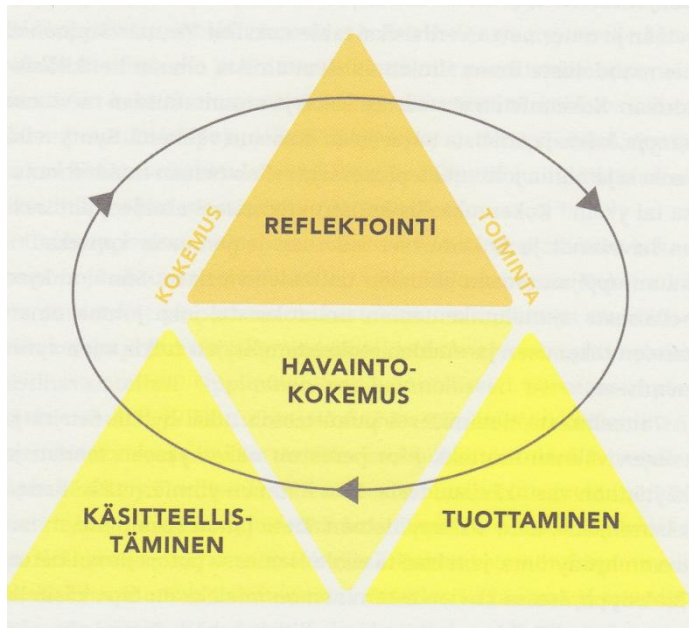 KOKEMUS
REFLEKTOINTI
TOIMINTA
HAVAINTO-
KOKEMUS
KÄSITTEELLIS-
TÄMINEN
TUOTTAMINEN